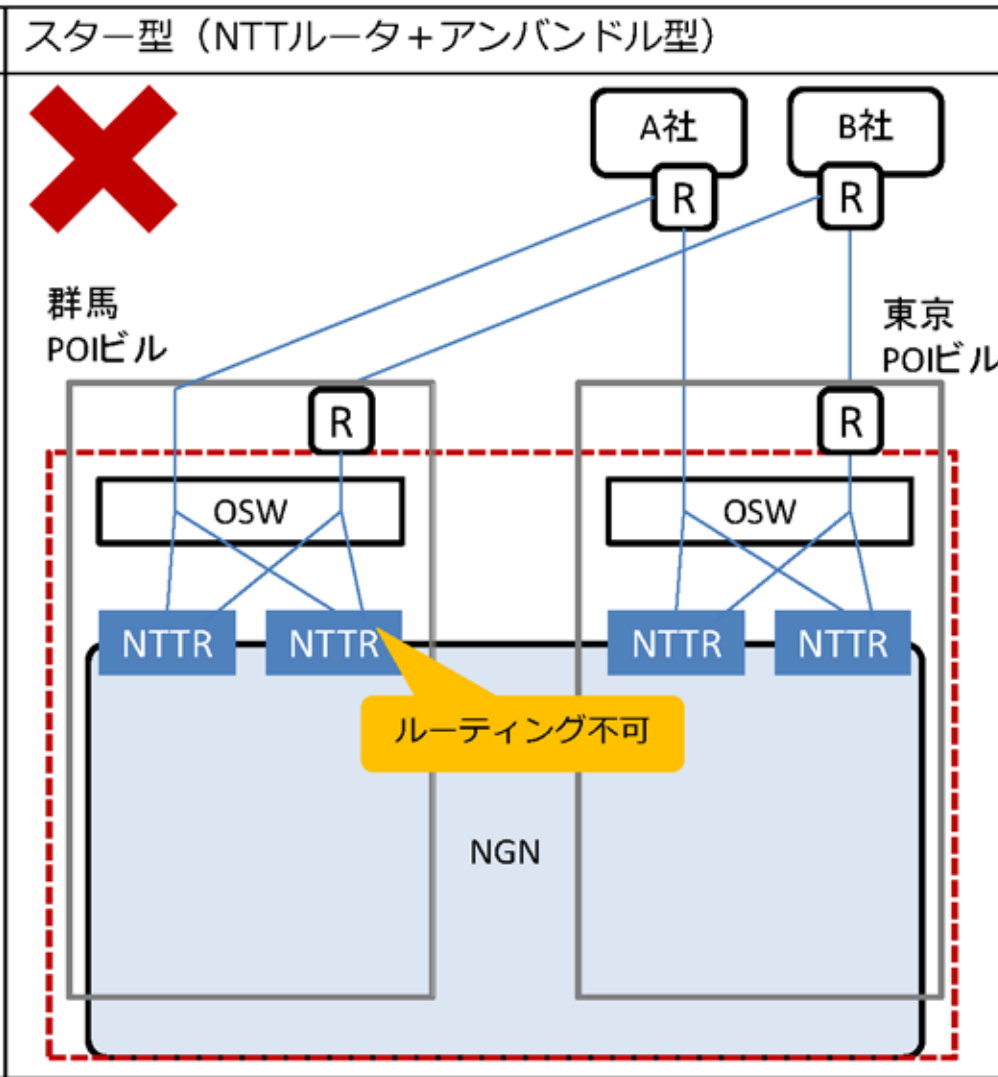 スター型（NTTルータ＋アンバンドル型）
A社
B社
R
R
群馬
POIビル
東京
POIビル
R
R
OSW
OSW
NTTR
NTTR
NTTR
NTTR
ルーティング不可
NGN